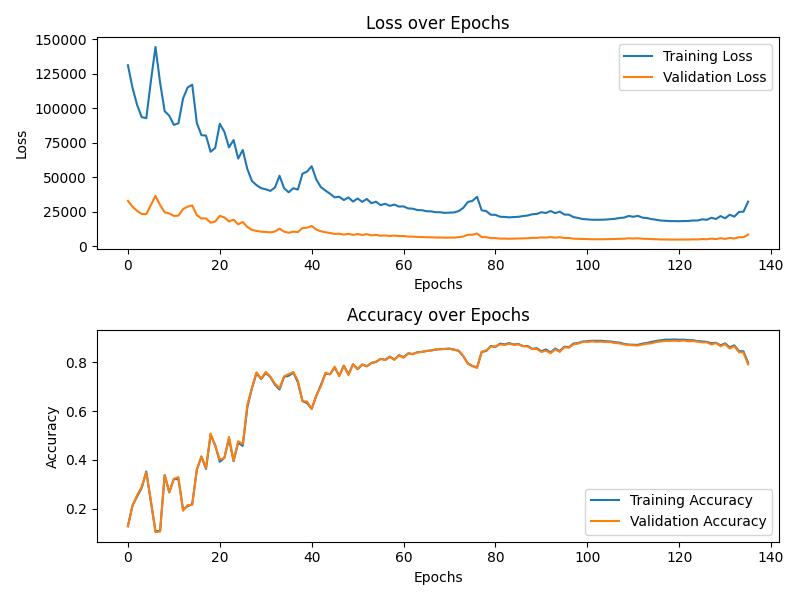 Loss over Epochs
150000
125000
100000
75000
50000
25000
0
Loss
Training Loss
Validation Loss
0 20 40 60 80 100 120 140
Epochs
Accuracy over Epochs
0.8
0.6
0.4
0.2
Accuracy
Training Accuracy
Validation Accuracy
0 20 40 60 80 100 120 140
Epochs